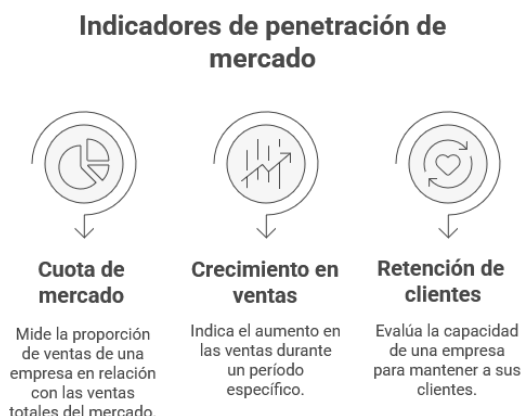 Indicadores de penetración de
mercado
Cuota de
mercado
Mide la proporción
de ventas de una
empresa en relación
con las ventas
totales del mercado.
Crecimiento en
ventas
Indica el aumento en
las ventas durante
un período
específico.
Retención de
clientes
Evalúa la capacidad
de una empresa
para mantener a sus
clientes.